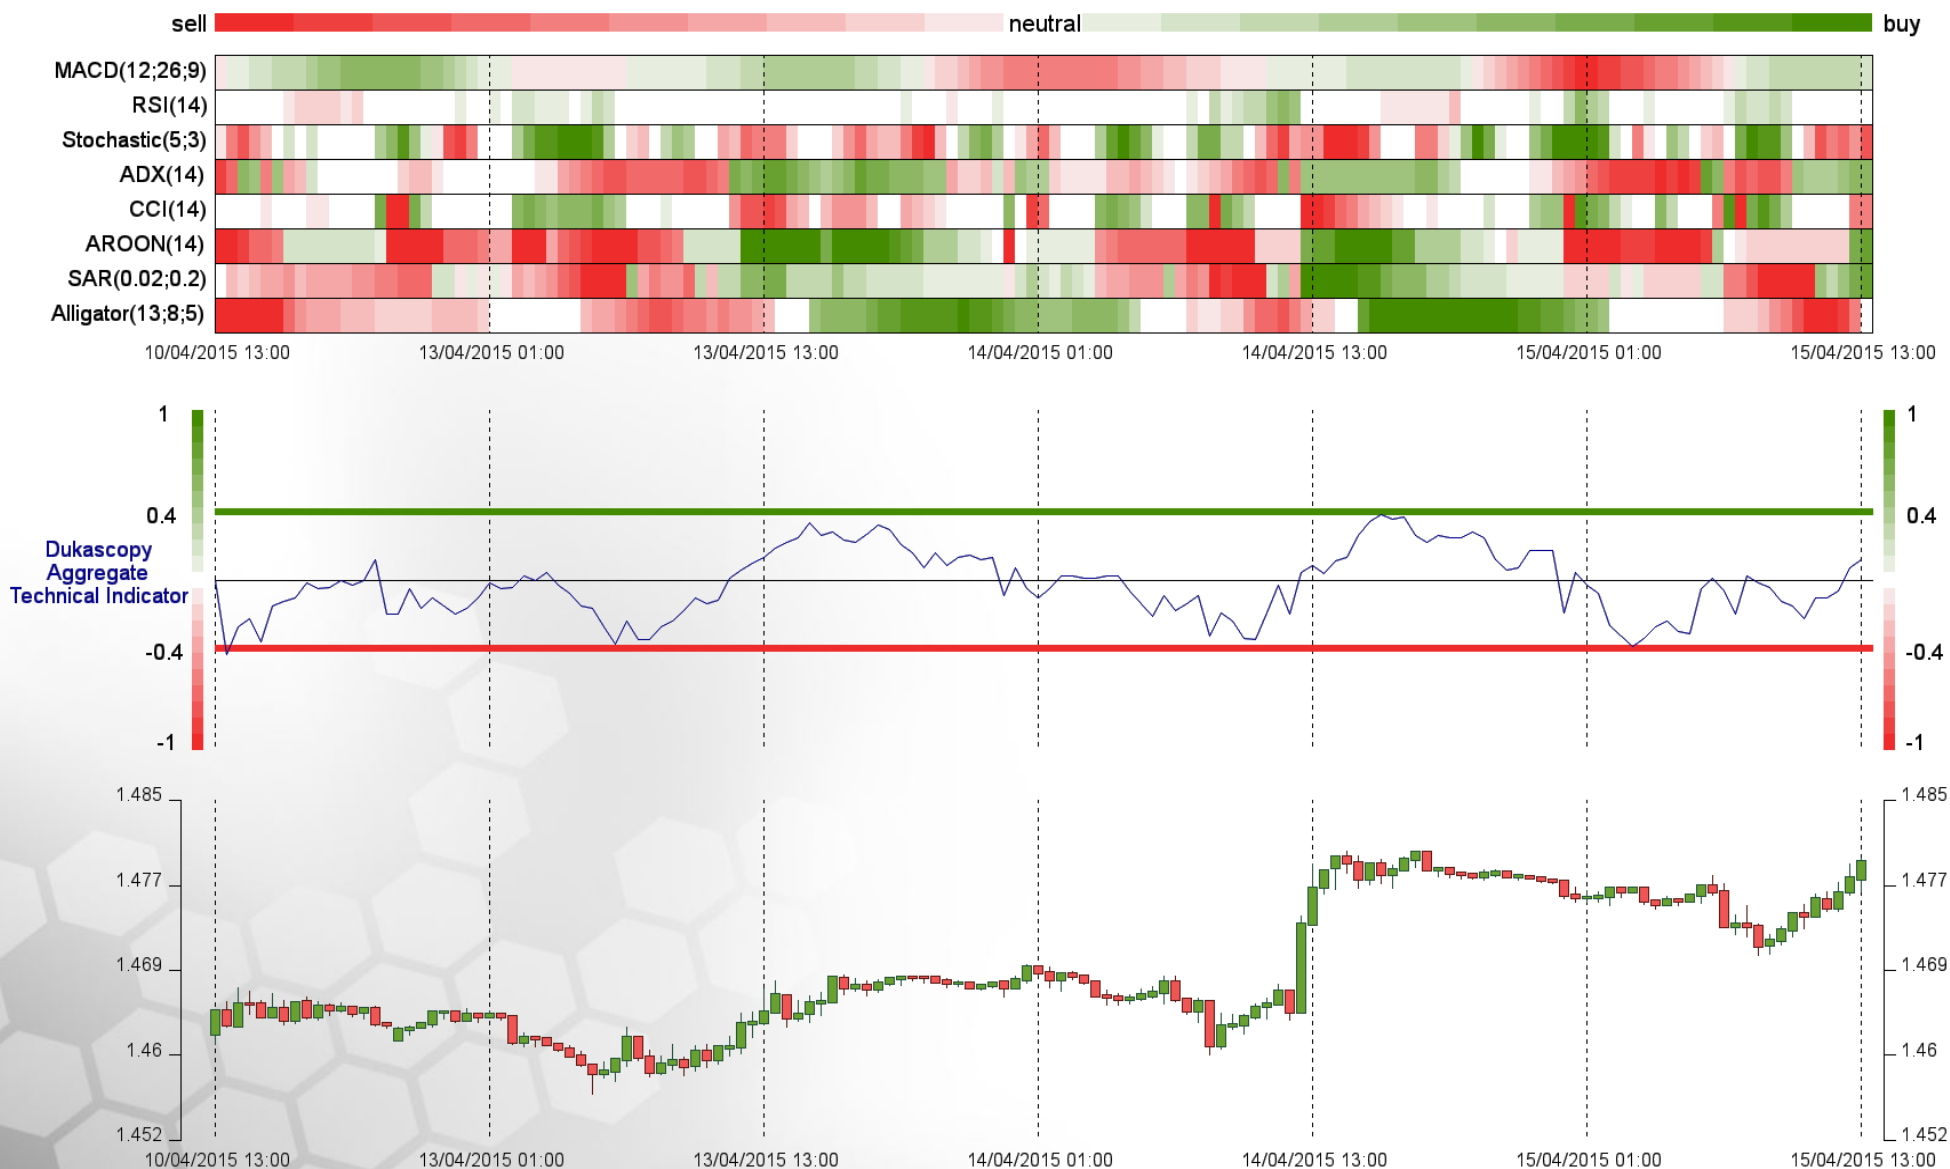 sell neutral buy
MACD(12;26;9)
RSI(14)
Stochastic(5;3)
ADX(14)
CCI(14)
AROON(14)
SAR(0.02;0.2)
Alligator(13;8;5)
10/04/2015 13:00 13/04/2015 01:00 13/04/2015 13:00 14/04/2015 01:00 14/04/2015 13:00 15/04/2015 01:00 15/04/2015 13:00
1 1
0.4 0.4
Dukascopy
Aggregate
Technical Indicator
-0.4 -0.4
-1 -1
1.485 1.485
1.477 1.477
1.469 1.469
1.46 1.46
1.452 1.452
10/04/2015 13:00 13/04/2015 01:00 13/04/2015 13:00 14/04/2015 01:00 14/04/2015 13:00 15/04/2015 01:00 15/04/2015 13:00